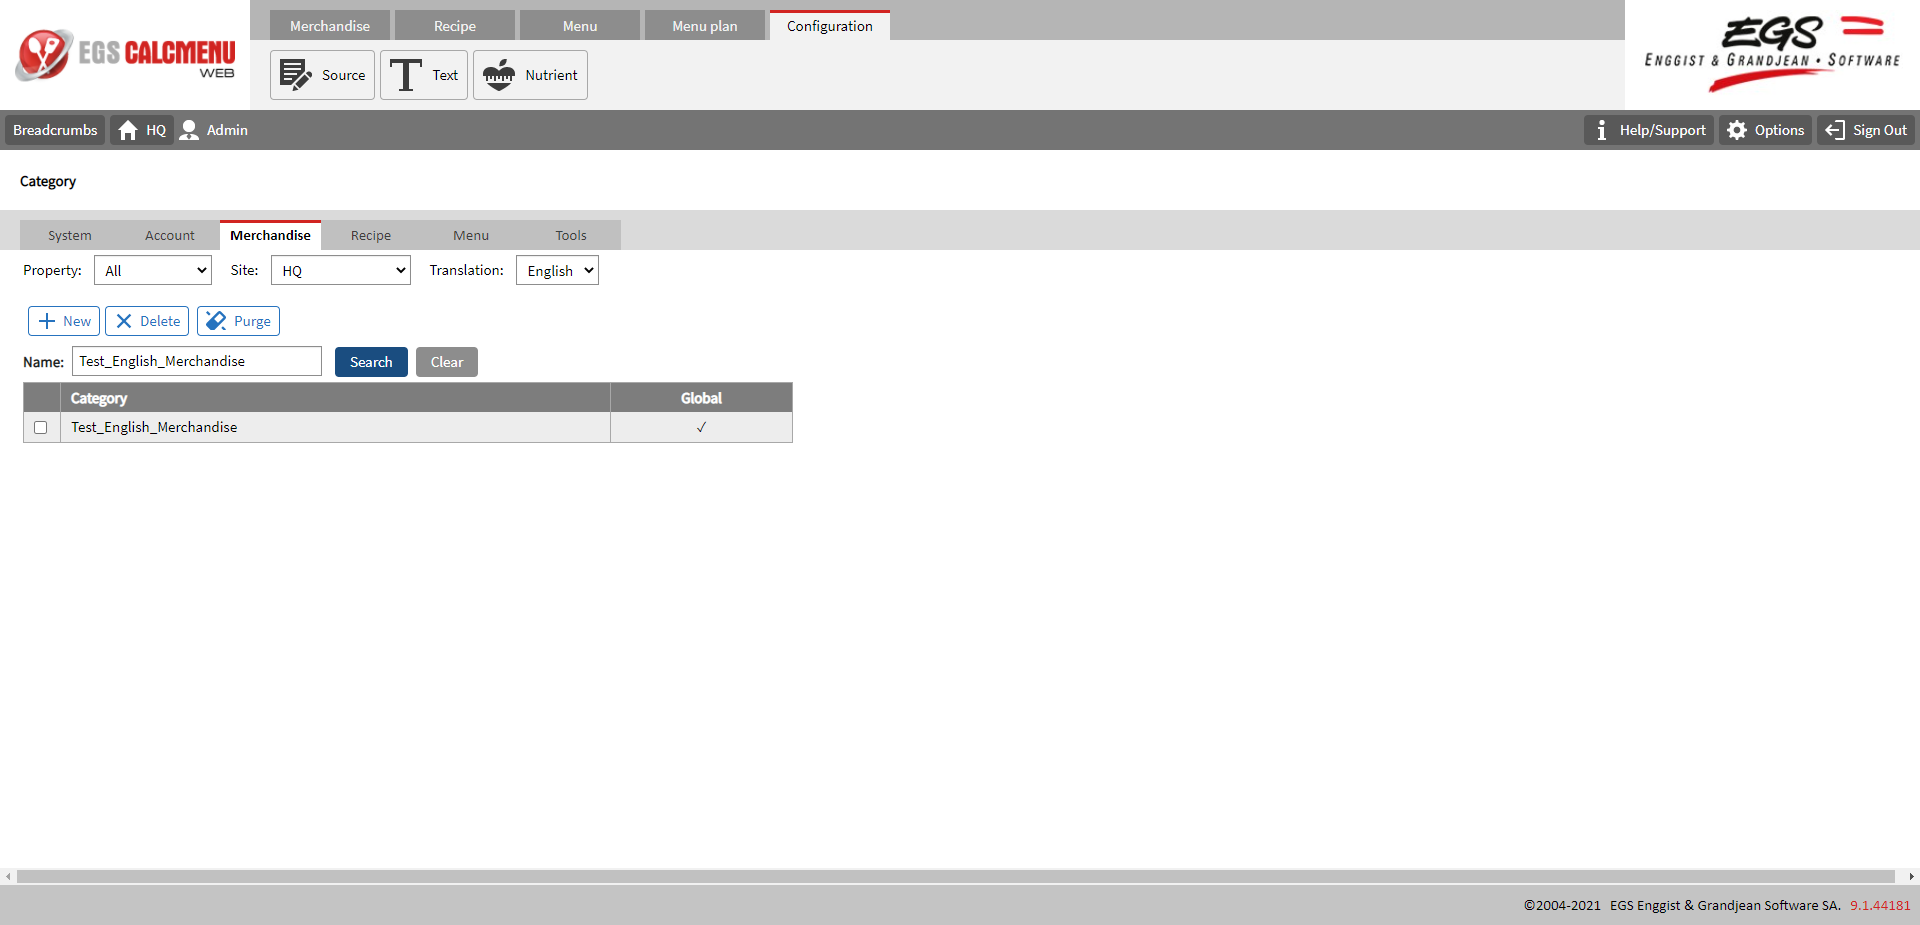 EGS CALCMENU
WEB
Merchandise Recipe Menu Menu plan Configuration
Source Text Nutrient
EGS
ENGGIST & GRANDJEAN • SOFTWARE
Breadcrumbs HQ Admin Help/Support Options Sign Out
Category
System Account Merchandise Recipe Menu Tools
Property: All Site: HQ Translation: English
New Delete Purge
Name: Test_English_Merchandise Search Clear
Category Global
Test_English_Merchandise ✓
©2004-2021 EGS Enggist & Grandjean Software SA. 9.1.44181